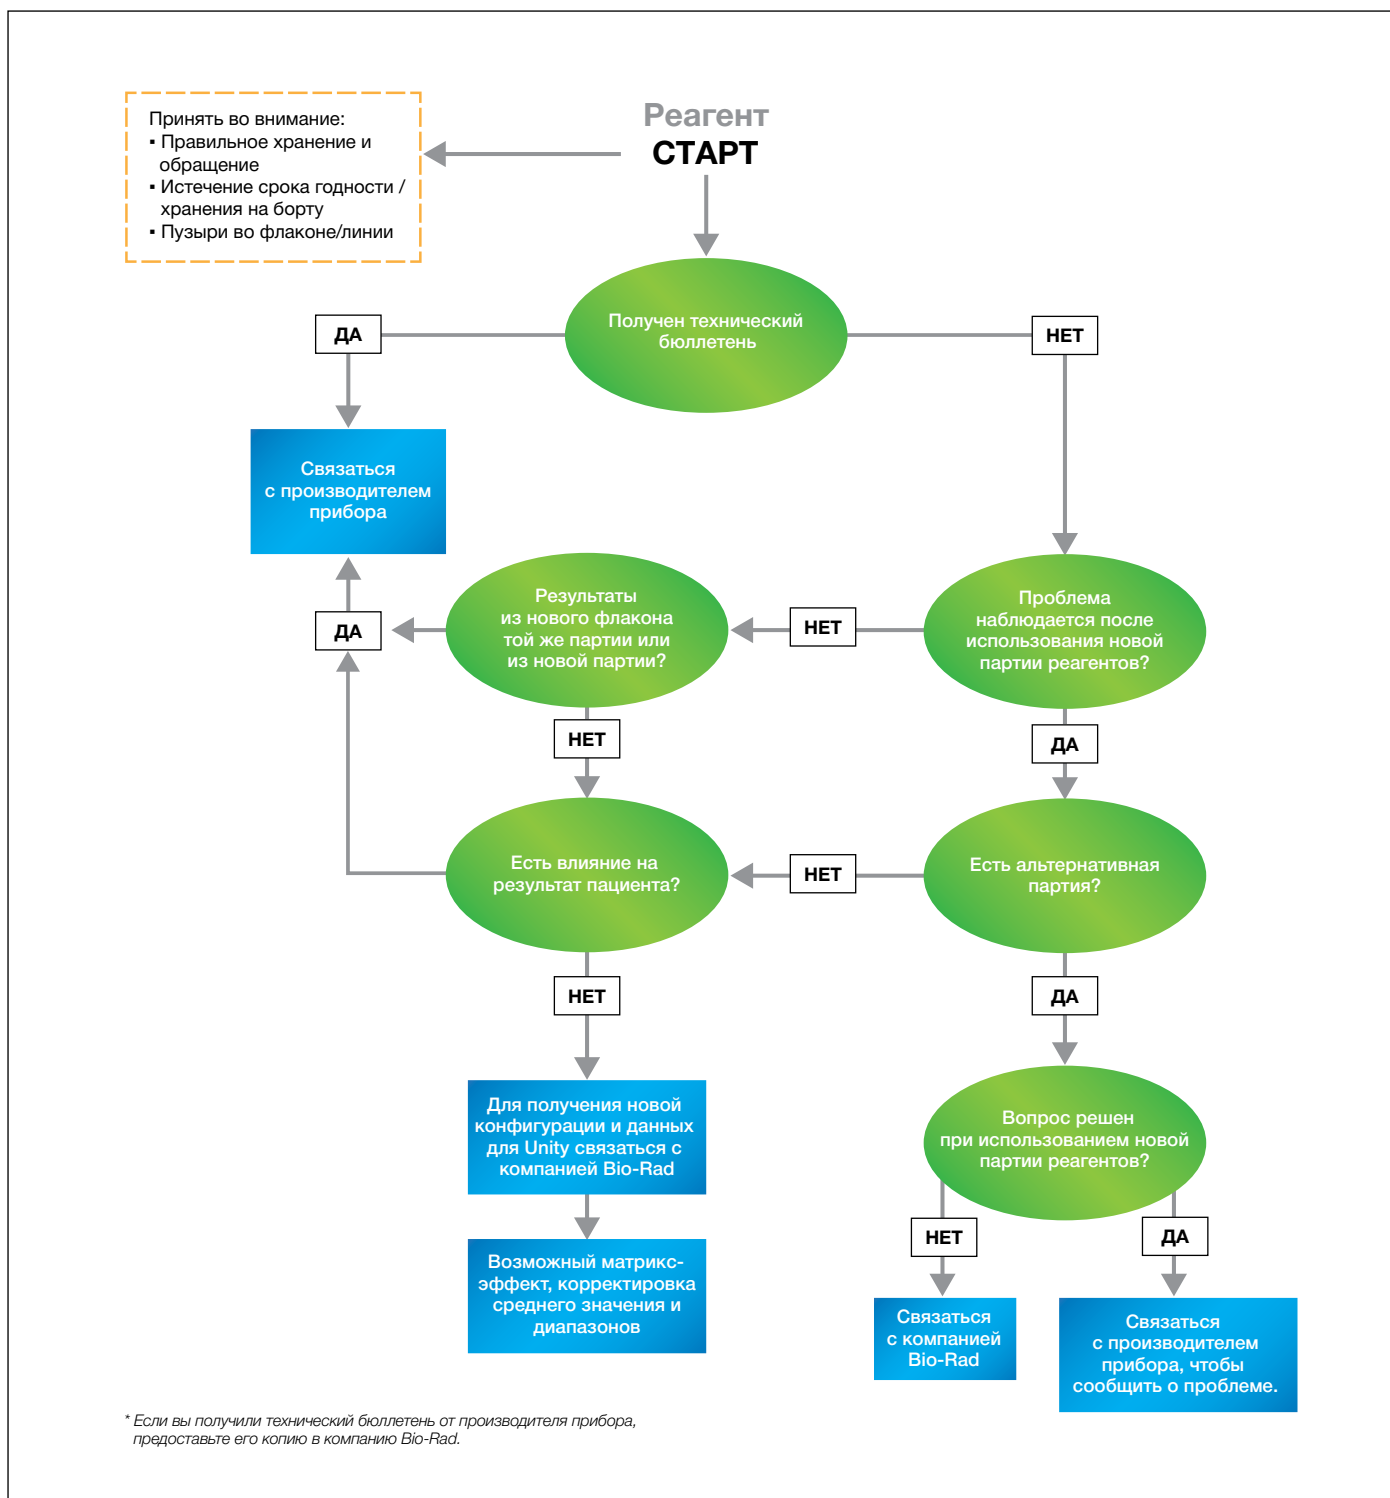 Реагент
СТАРТ
Принять во внимание:
▪ Правильное хранение и
обращение
▪ Истечение срока годности /
хранения на борту
▪ Пузыри во флаконе/линии
Получен технический
бюллетень
ДА
НЕТ
Связаться
с производителем
прибора
ДА
Результаты
из нового флакона
той же партии или
из новой партии?
НЕТ
Проблема
наблюдается после
использования новой
партии реагентов?
НЕТ
ДА
Есть влияние на
результат пациента?
НЕТ
Есть альтернативная
партия?
НЕТ
ДА
Для получения новой
конфигурации и данных
для Unity связаться с
компанией Bio-Rad
Вопрос решен
при использованием новой
партии реагентов?
НЕТ
ДА
Возможный матрикс-
эффект, корректировка
среднего значения и
диапазонов
Связаться
с компанией
Bio-Rad
Связаться
с производителем
прибора, чтобы
сообщить о проблеме.
* Если вы получили технический бюллетень от производителя прибора,
предоставьте его копию в компанию Bio-Rad.